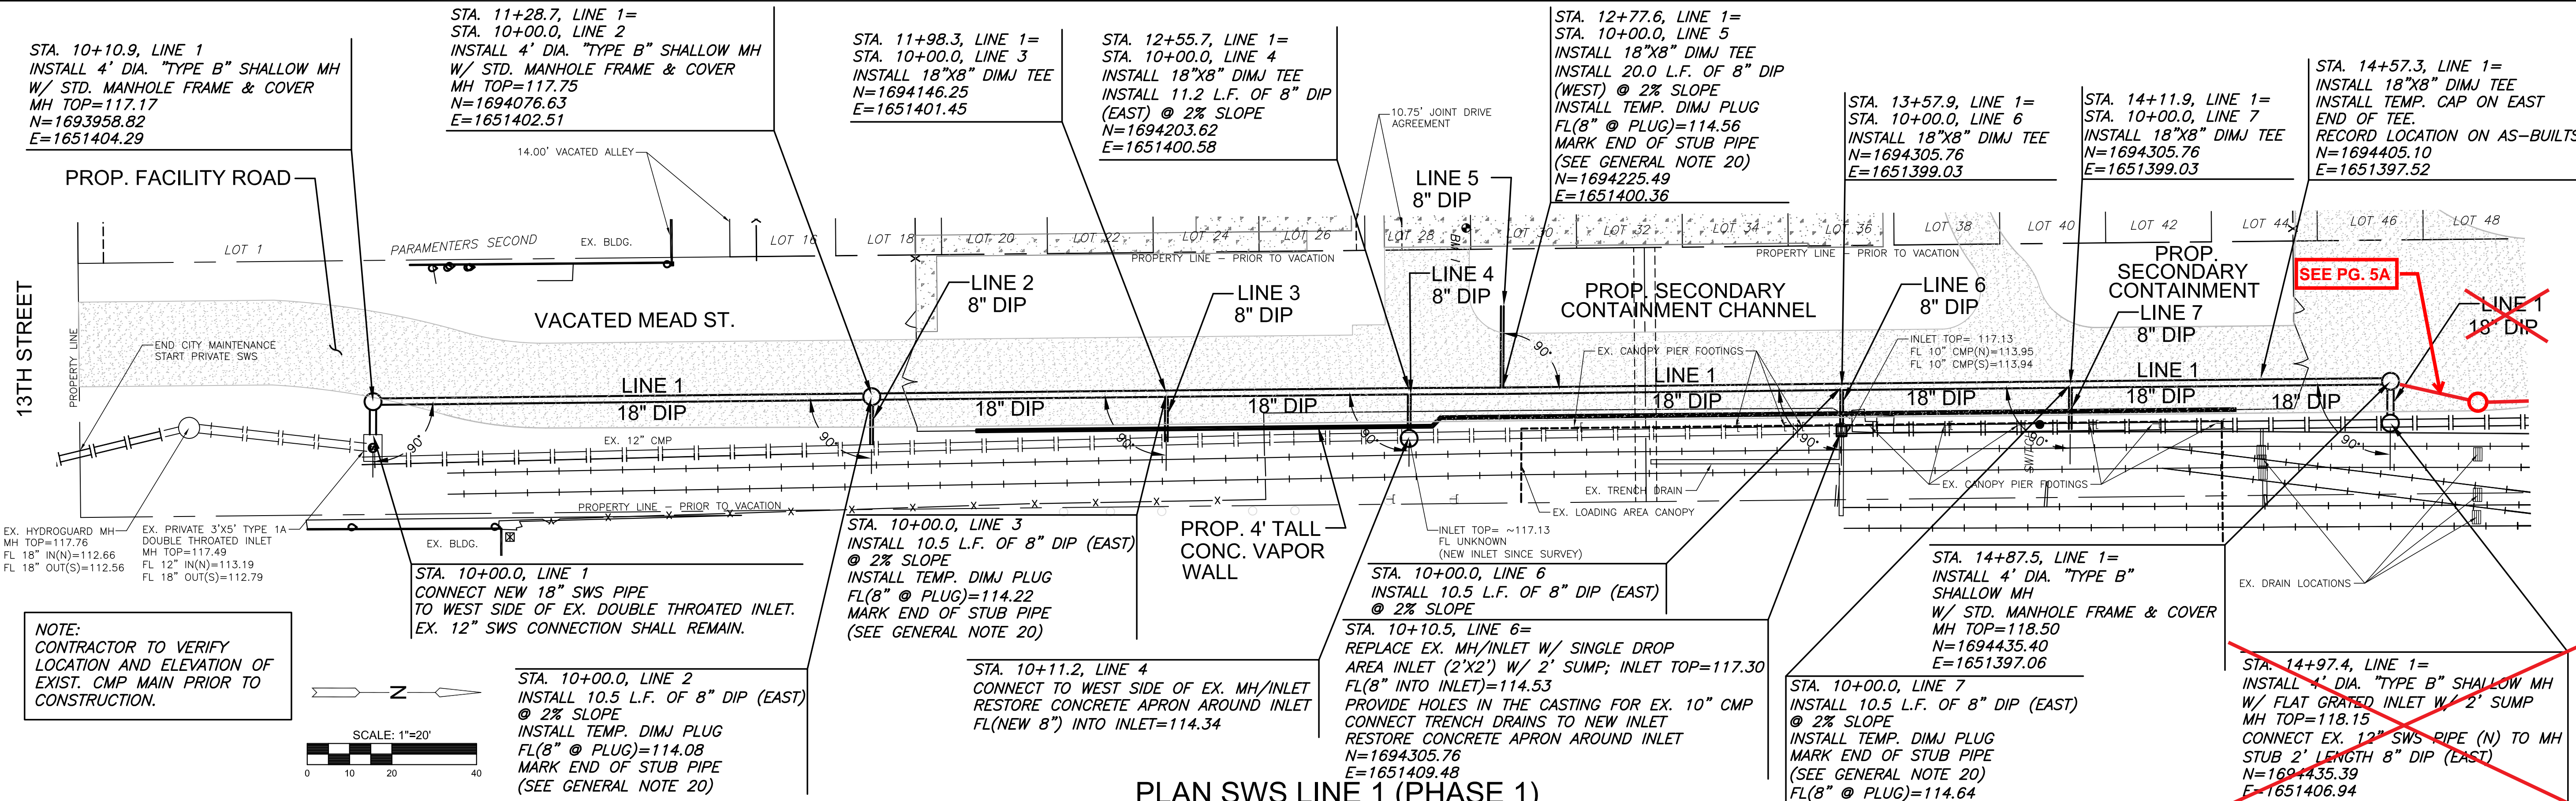 STA. 10+10.9, LINE 1
INSTALL 4' DIA. "TYPE B" SHALLOW MH
W/ STD. MANHOLE FRAME & COVER
MH TOP=117.17
N=1693958.82
E=1651404.29
STA. 11+28.7, LINE 1=
STA. 10+00.0, LINE 2
INSTALL 4' DIA. "TYPE B" SHALLOW MH
W/ STD. MANHOLE FRAME & COVER
MH TOP=117.75
N=1694076.63
E=1651402.51
STA. 11+98.3, LINE 1=
STA. 10+00.0, LINE 3
INSTALL 18"X8" DIMJ TEE
N=1694146.25
E=1651401.45
STA. 12+55.7, LINE 1=
STA. 10+00.0, LINE 4
INSTALL 18"X8" DIMJ TEE
INSTALL 11.2 L.F. OF 8" DIP
(EAST) @ 2% SLOPE
N=1694203.62
E=1651400.58
STA. 12+77.6, LINE 1=
STA. 10+00.0, LINE 5
INSTALL 18"X8" DIMJ TEE
INSTALL 20.0 L.F. OF 8" DIP
(WEST) @ 2% SLOPE
INSTALL TEMP. DIMJ PLUG
FL(8" @ PLUG)=114.56
MARK END OF STUB PIPE
(SEE GENERAL NOTE 20)
N=1694225.49
E=1651400.36
STA. 13+57.9, LINE 1=
STA. 10+00.0, LINE 6
INSTALL 18"X8" DIMJ TEE
N=1694305.76
E=1651399.03
STA. 14+11.9, LINE 1=
STA. 10+00.0, LINE 7
INSTALL 18"X8" DIMJ TEE
N=1694305.76
E=1651399.03
STA. 14+57.3, LINE 1=
INSTALL 18"X8" DIMJ TEE
INSTALL TEMP. CAP ON EAST
END OF TEE.
RECORD LOCATION ON AS-BUILTS
N=1694405.10
E=1651397.52
PROP. FACILITY ROAD
14.00' VACATED ALLEY
10.75' JOINT DRIVE
AGREEMENT
LINE 5
8" DIP
LOT 1
PARAMENTERS SECOND
EX. BLDG.
LOT 16
LOT 18
LOT 20
LOT 22
LOT 24
LOT 26
LOT 28
BM 1
LOT 30
LOT 32
LOT 34
LOT 36
LOT 38
LOT 40
LOT 42
LOT 44
LOT 46
LOT 48
PROPERTY LINE - PRIOR TO VACATION
PROPERTY LINE - PRIOR TO VACATION
13TH STREET
PROPERTY LINE
VACATED MEAD ST.
LINE 2
8" DIP
LINE 3
8" DIP
LINE 4
8" DIP
PROP. SECONDARY
CONTAINMENT CHANNEL
LINE 6
8" DIP
PROP.
SECONDARY
CONTAINMENT
LINE 7
8" DIP
SEE PG. 5A
LINE 1
18" DIP
END CITY MAINTENANCE
START PRIVATE SWS
EX. CANOPY PIER FOOTINGS
INLET TOP= 117.13
FL 10" CMP(N)=113.95
FL 10" CMP(S)=113.94
90°
LINE 1
18" DIP
18" DIP
18" DIP
LINE 1
18" DIP
18" DIP
LINE 1
18" DIP
18" DIP
90°
90°
90°
90°
90°
90°
90°
EX. 12" CMP
SWITCH
EX. TRENCH DRAIN
EX. CANOPY PIER FOOTINGS
EX. LOADING AREA CANOPY
PROPERTY LINE - PRIOR TO VACATION
EX. HYDROGUARD MH
MH TOP=117.76
FL 18" IN(N)=112.66
FL 18" OUT(S)=112.56
EX. PRIVATE 3'X5' TYPE 1A
DOUBLE THROATED INLET
MH TOP=117.49
FL 12" IN(N)=113.19
FL 18" OUT(S)=112.79
EX. BLDG.
PROP. 4' TALL
CONC. VAPOR
WALL
INLET TOP= ~117.13
FL UNKNOWN
(NEW INLET SINCE SURVEY)
EX. DRAIN LOCATIONS
STA. 10+00.0, LINE 1
CONNECT NEW 18" SWS PIPE
TO WEST SIDE OF EX. DOUBLE THROATED INLET.
EX. 12" SWS CONNECTION SHALL REMAIN.
STA. 10+00.0, LINE 3
INSTALL 10.5 L.F. OF 8" DIP (EAST)
@ 2% SLOPE
INSTALL TEMP. DIMJ PLUG
FL(8" @ PLUG)=114.22
MARK END OF STUB PIPE
(SEE GENERAL NOTE 20)
STA. 10+00.0, LINE 6
INSTALL 10.5 L.F. OF 8" DIP (EAST)
@ 2% SLOPE
STA. 14+87.5, LINE 1=
INSTALL 4' DIA. "TYPE B"
SHALLOW MH
W/ STD. MANHOLE FRAME & COVER
MH TOP=118.50
N=1694435.40
E=1651397.06
NOTE:
CONTRACTOR TO VERIFY
LOCATION AND ELEVATION OF
EXIST. CMP MAIN PRIOR TO
CONSTRUCTION.
N
SCALE: 1"=20'
0 10 20 40
STA. 10+00.0, LINE 2
INSTALL 10.5 L.F. OF 8" DIP (EAST)
@ 2% SLOPE
INSTALL TEMP. DIMJ PLUG
FL(8" @ PLUG)=114.08
MARK END OF STUB PIPE
(SEE GENERAL NOTE 20)
STA. 10+11.2, LINE 4
CONNECT TO WEST SIDE OF EX. MH/INLET
RESTORE CONCRETE APRON AROUND INLET
FL(NEW 8") INTO INLET=114.34
STA. 10+10.5, LINE 6=
REPLACE EX. MH/INLET W/ SINGLE DROP
AREA INLET (2'X2') W/ 2' SUMP; INLET TOP=117.30
FL(8" INTO INLET)=114.53
PROVIDE HOLES IN THE CASTING FOR EX. 10" CMP
CONNECT TRENCH DRAINS TO NEW INLET
RESTORE CONCRETE APRON AROUND INLET
N=1694305.76
E=1651409.48
STA. 10+00.0, LINE 7
INSTALL 10.5 L.F. OF 8" DIP (EAST)
@ 2% SLOPE
INSTALL TEMP. DIMJ PLUG
MARK END OF STUB PIPE
(SEE GENERAL NOTE 20)
FL(8" @ PLUG)=114.64
STA. 14+97.4, LINE 1=
INSTALL 4' DIA. "TYPE B" SHALLOW MH
W/ FLAT GRATED INLET W/ 2' SUMP
MH TOP=118.15
CONNECT EX. 12" SWS PIPE (N) TO MH
STUB 2' LENGTH 8" DIP (EAST)
N=1694435.39
E=1651406.94
PLAN SWS LINE 1 (PHASE 1)